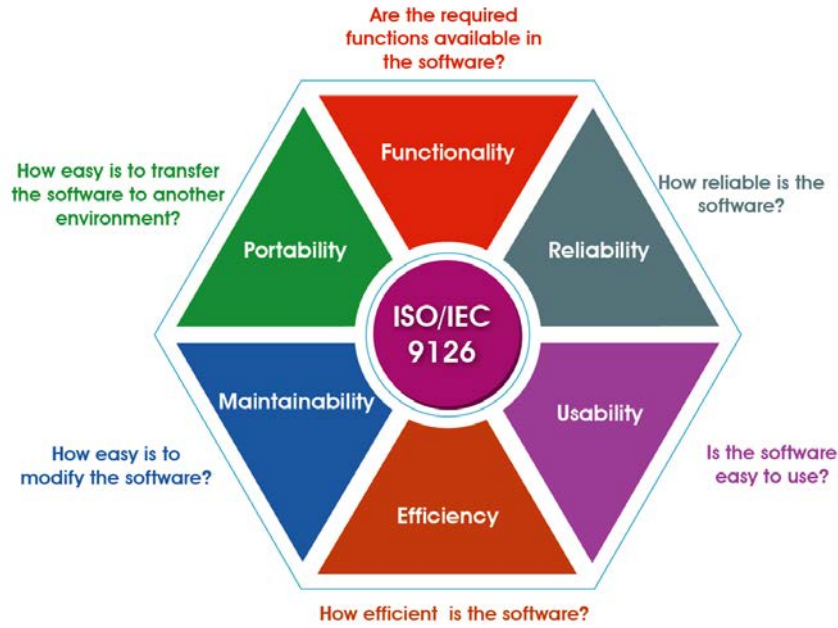 Are the required
functions available in
the software?
Functionality
How easy is to transfer
the software to another
environment?
Portability
How reliable is the
software?
Reliability
ISO/IEC
9126
Maintainability
How easy is to
modify the software?
Usability
Is the software
easy to use?
Efficiency
How efficient is the software?